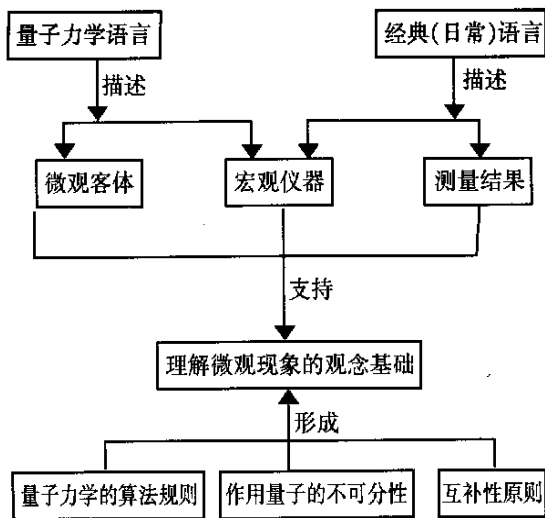 量子力学语言
经典(日常)语言
描述
描述
微观客体
宏观仪器
测量结果
支持
理解微观现象的观念基础
形成
量子力学的算法规则
作用量子的不可分性
互补性原则